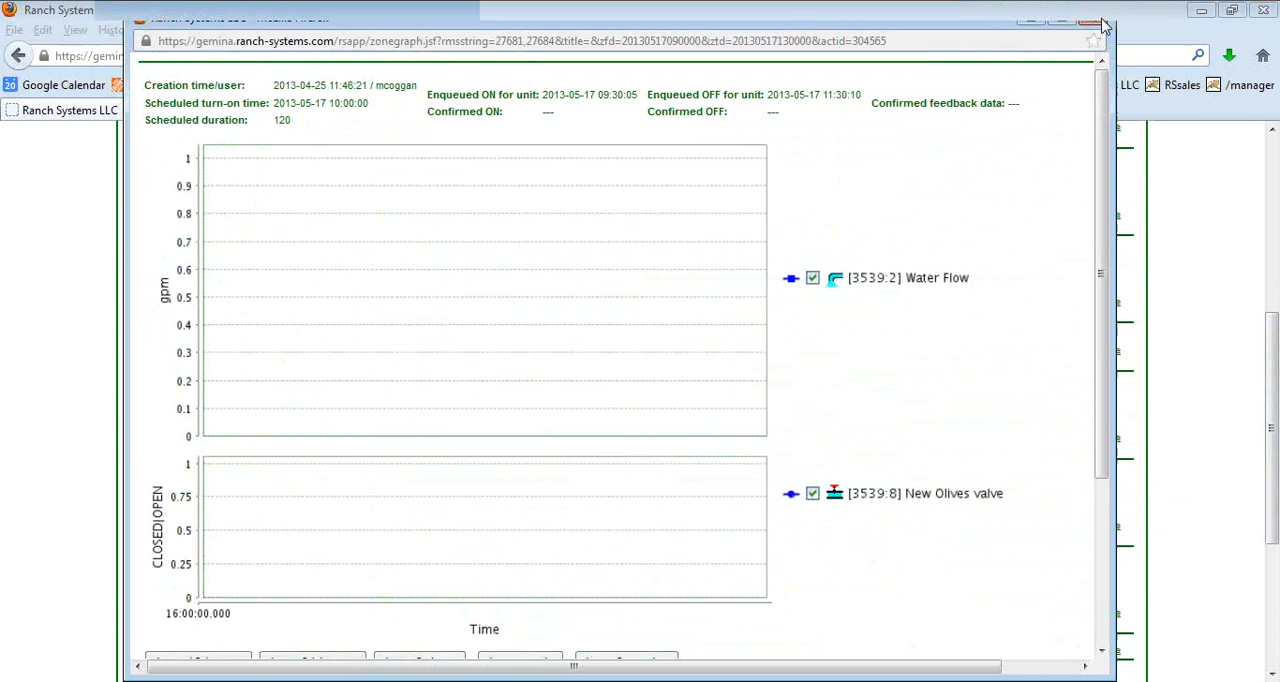 Ranch System
File Edit View Histo
https://gemin
20 Google Calendar
LLC RSsales /manager
Ranch Systems LLC
https://gemina.ranch-systems.com/rsapp/zonegraph.jsf?rmsstring=27681,27684&title=&zfd=20130517090000&ztd=20130517130000&actid=304565
Creation time/user: 2013-04-25 11:46:21 / mcoggan
Scheduled turn-on time: 2013-05-17 10:00:00
Scheduled duration: 120
Enqueued ON for unit: 2013-05-17 09:30:05
Confirmed ON: ---
Enqueued OFF for unit: 2013-05-17 11:30:10
Confirmed OFF: ---
Confirmed feedback data: ---
1
0.9
0.8
0.7
0.6
0.5
0.4
0.3
0.2
0.1
0
gpm
[3539:2] Water Flow
1
0.75
0.5
0.25
0
CLOSED|OPEN
[3539:8] New Olives valve
16:00:00.000
Time